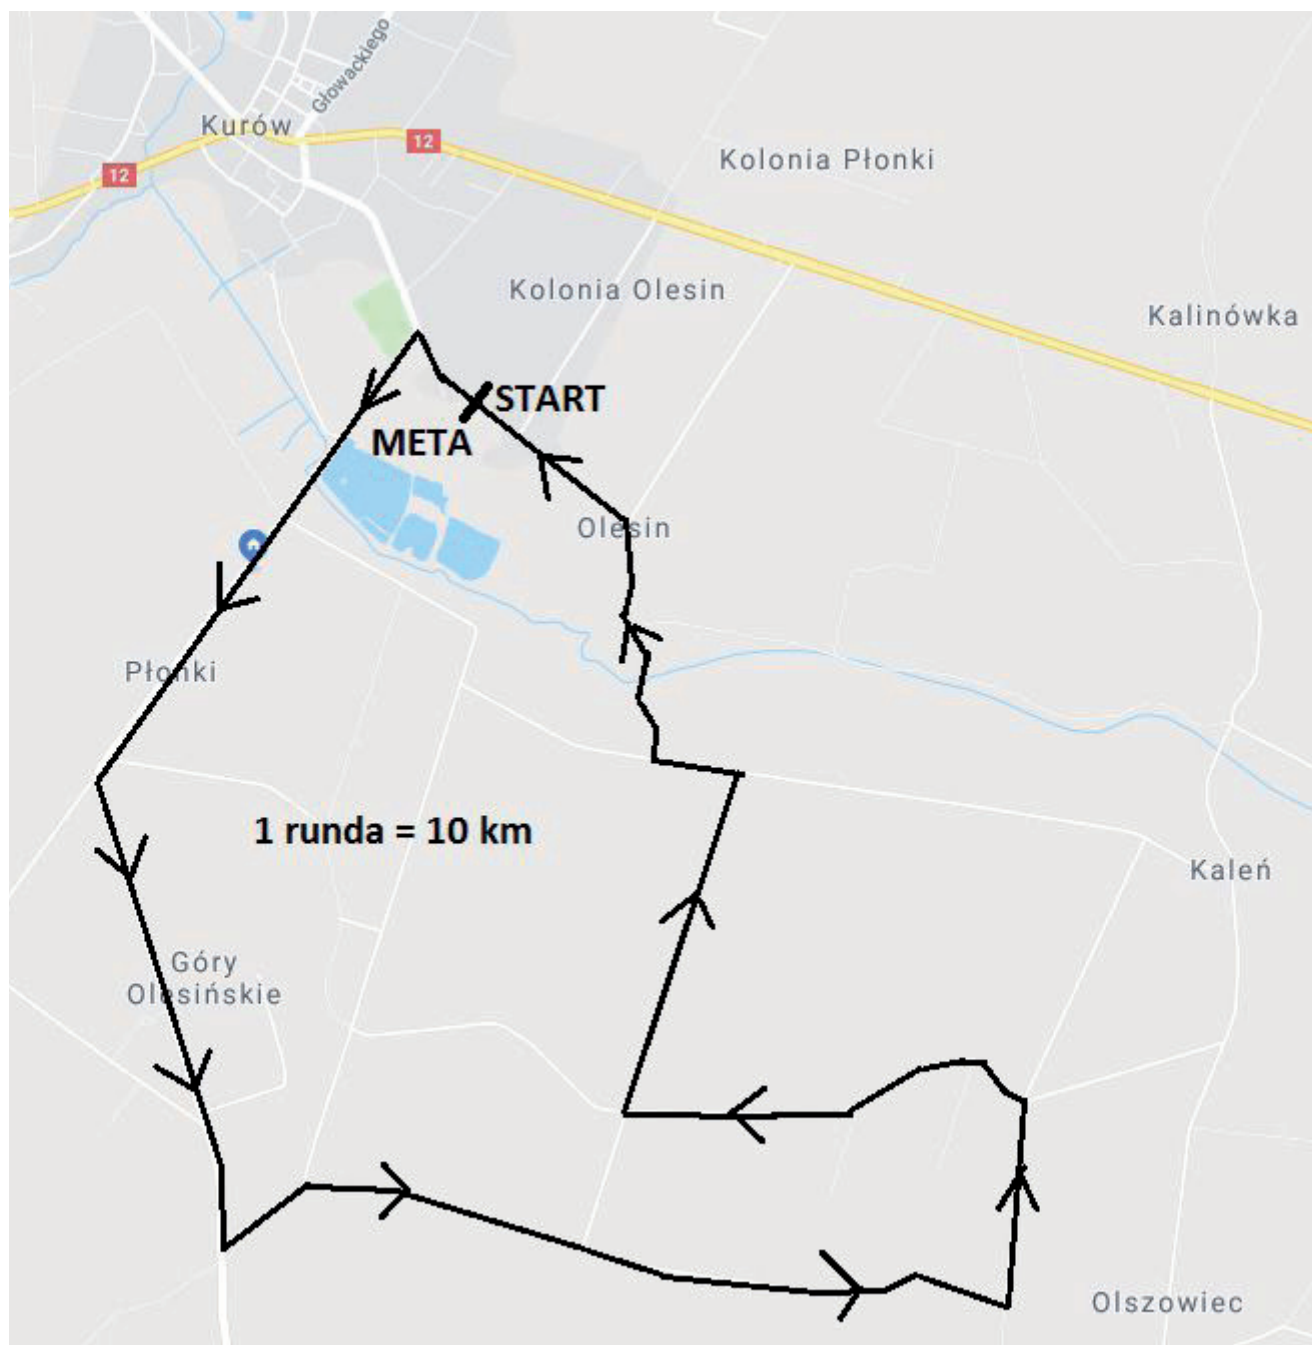 Głowackiego
Kurów
12
12
Kolonia Płonki
Kolonia Olesin
Kalinówka
START
META
Olesin
Płonki
1 runda = 10 km
Kaleń
Góry
Olesińskie
Olszowiec